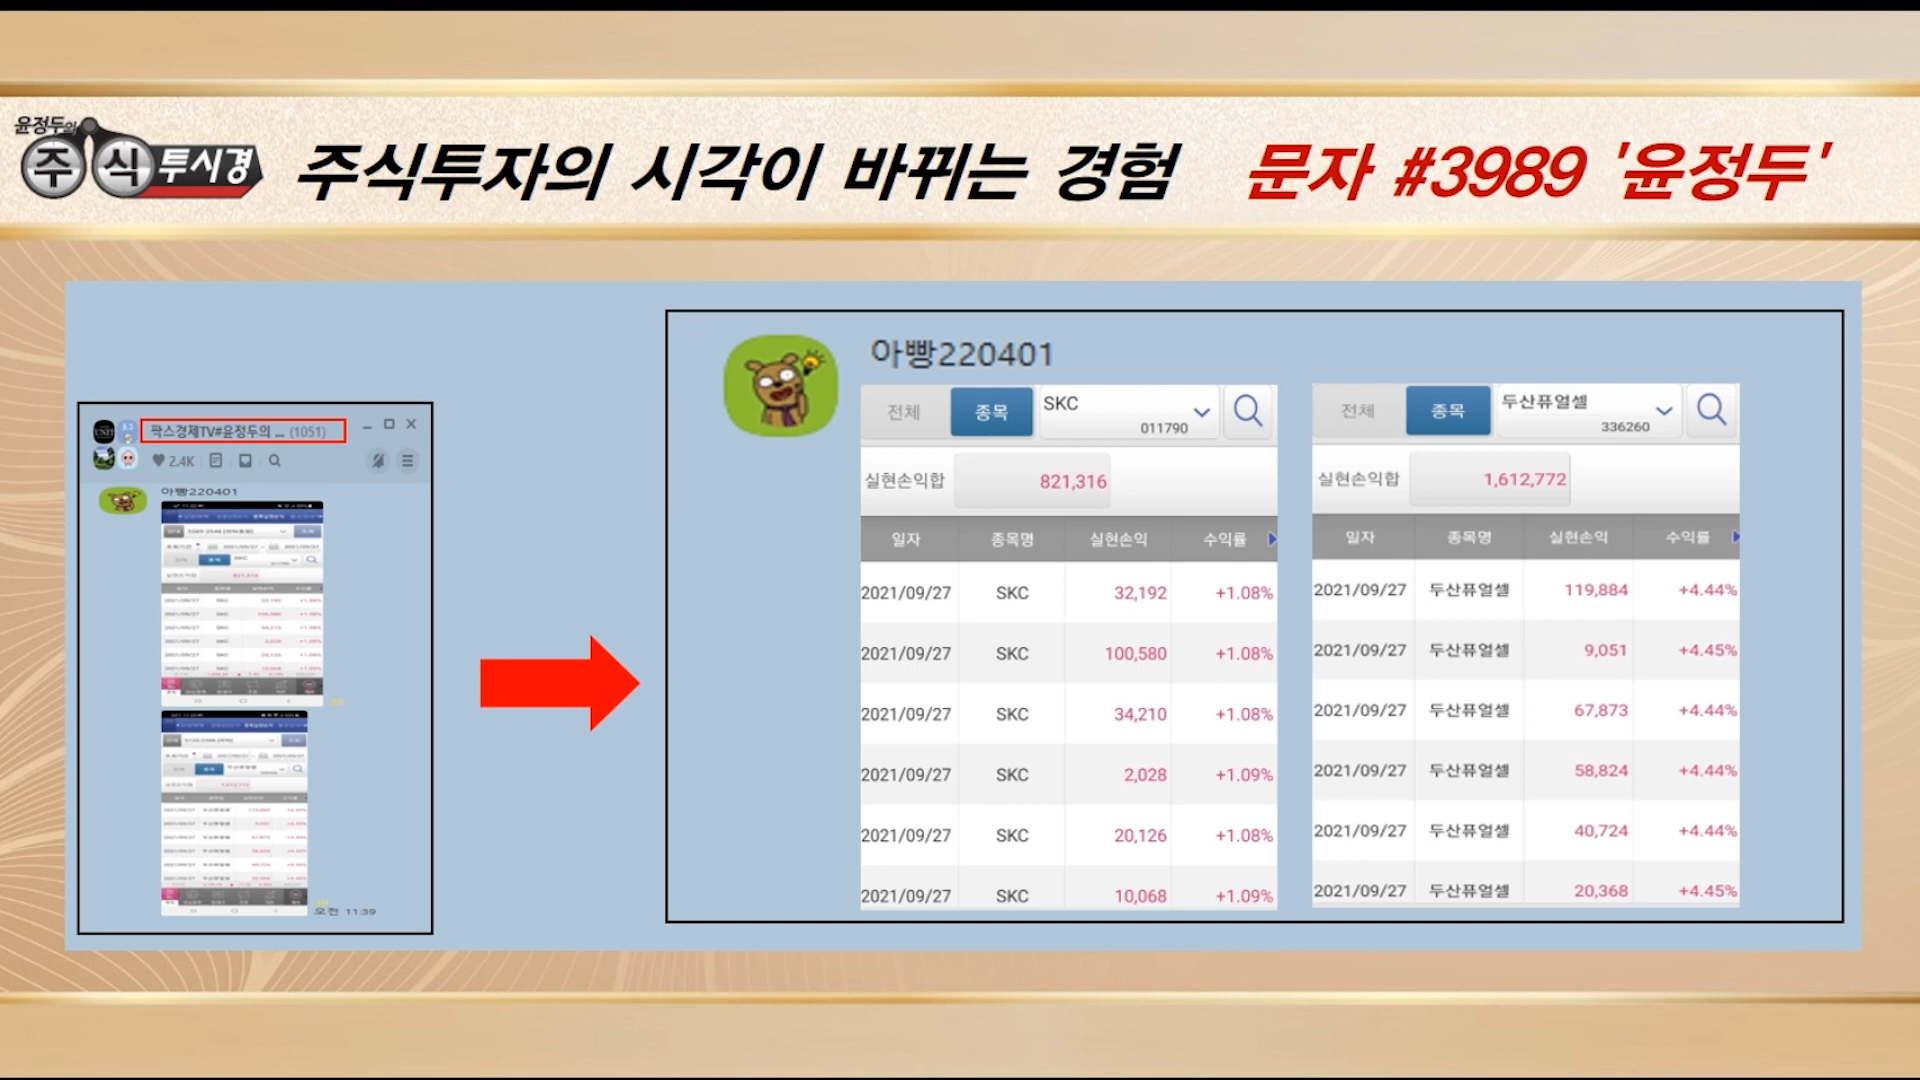 윤정두의
주식투시경
주식투자의 시각이 바뀌는 경험 문자 #3989 '윤정두'
팍스경제TV#윤정두의 ... (1051)
2.4K
아빵220401
오전 11:39
아빵220401
전체 종목 SKC 011790
실현손익합 821,316
일자 종목명 실현손익 수익률
2021/09/27 SKC 32,192 +1.08%
2021/09/27 SKC 100,580 +1.08%
2021/09/27 SKC 34,210 +1.08%
2021/09/27 SKC 2,028 +1.09%
2021/09/27 SKC 20,126 +1.08%
2021/09/27 SKC 10,068 +1.09%
전체 종목 두산퓨얼셀 336260
실현손익합 1,612,772
일자 종목명 실현손익 수익률
2021/09/27 두산퓨얼셀 119,884 +4.44%
2021/09/27 두산퓨얼셀 9,051 +4.45%
2021/09/27 두산퓨얼셀 67,873 +4.44%
2021/09/27 두산퓨얼셀 58,824 +4.44%
2021/09/27 두산퓨얼셀 40,724 +4.44%
2021/09/27 두산퓨얼셀 20,368 +4.45%